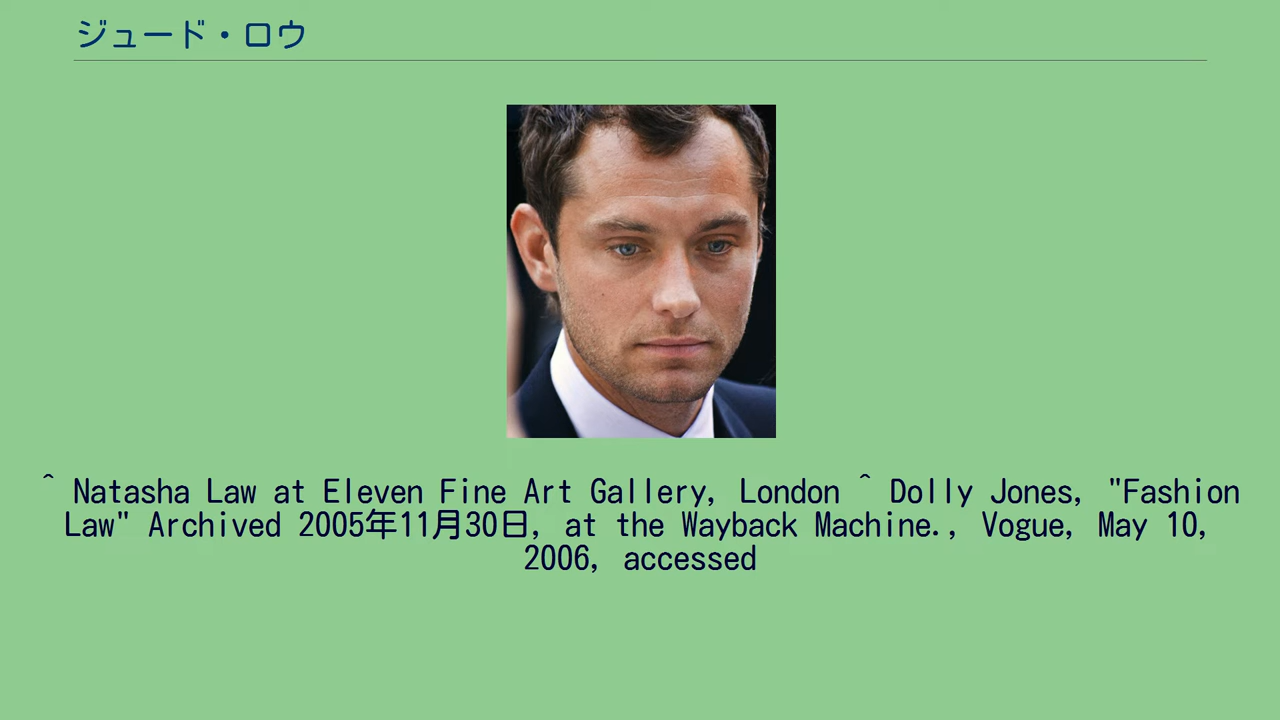 ジュード・ロウ
^ Natasha Law at Eleven Fine Art Gallery, London ^ Dolly Jones, "Fashion
Law" Archived 2005年11月30日, at the Wayback Machine., Vogue, May 10,
2006, accessed